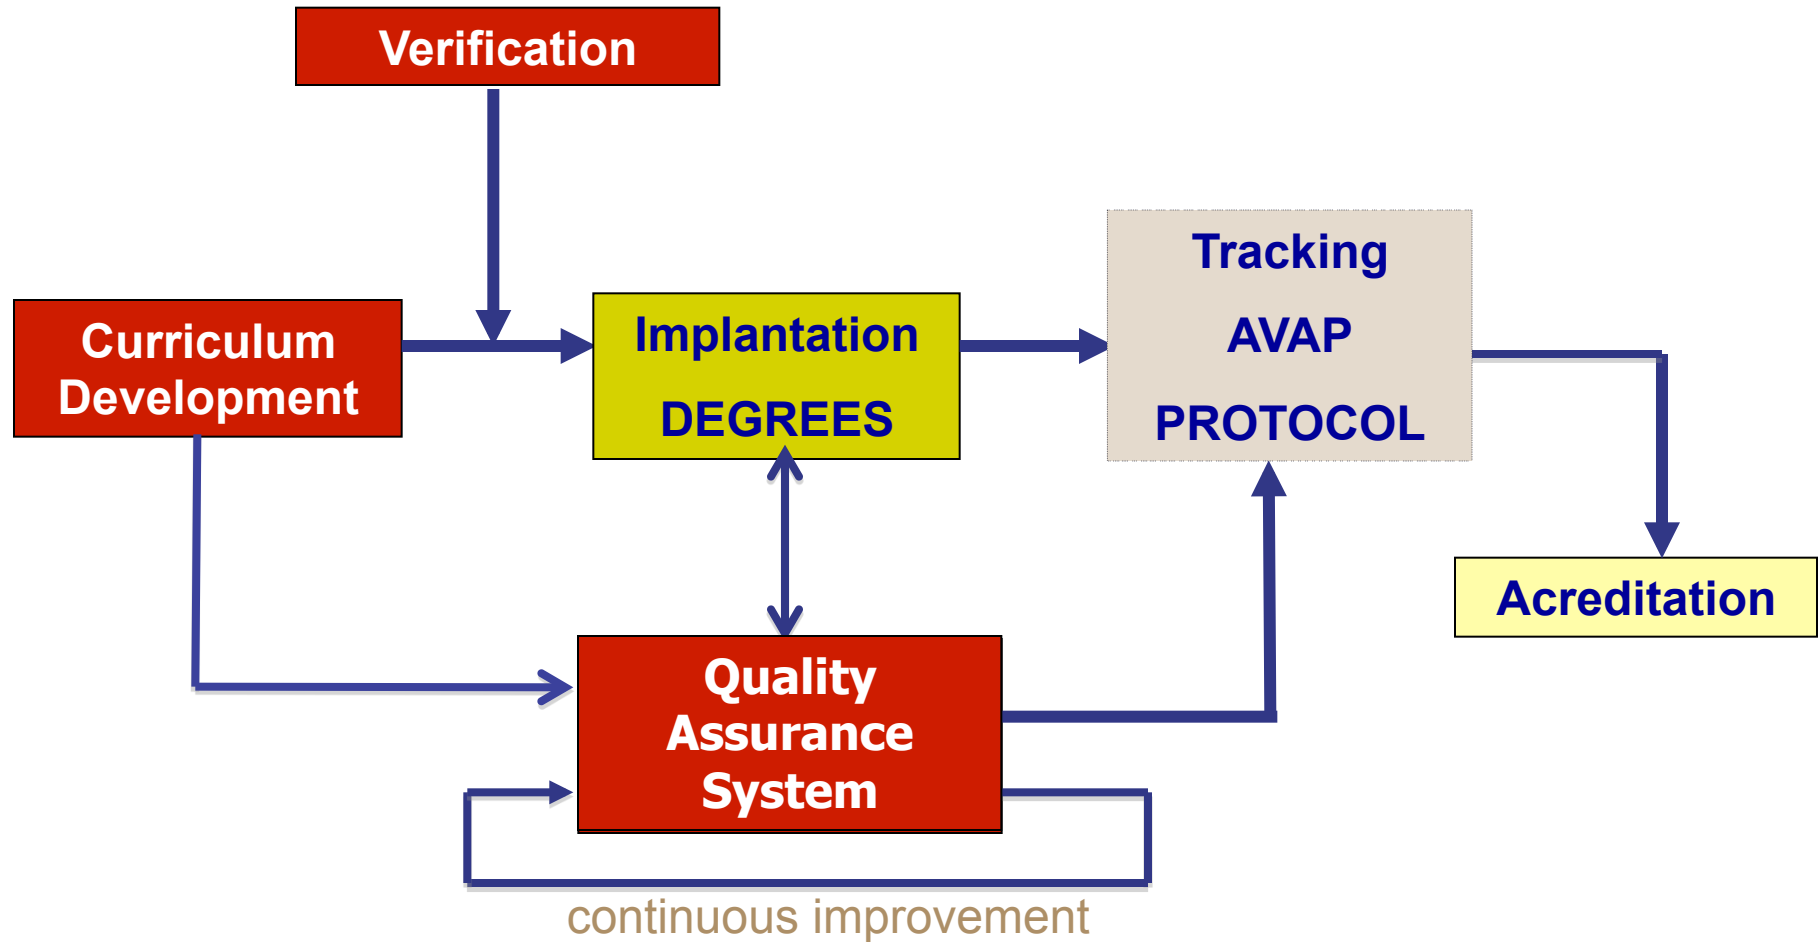 Verification
Curriculum
Development
Implantation
DEGREES
Tracking
AVAP
PROTOCOL
Acreditation
Quality
Assurance
System
continuous improvement